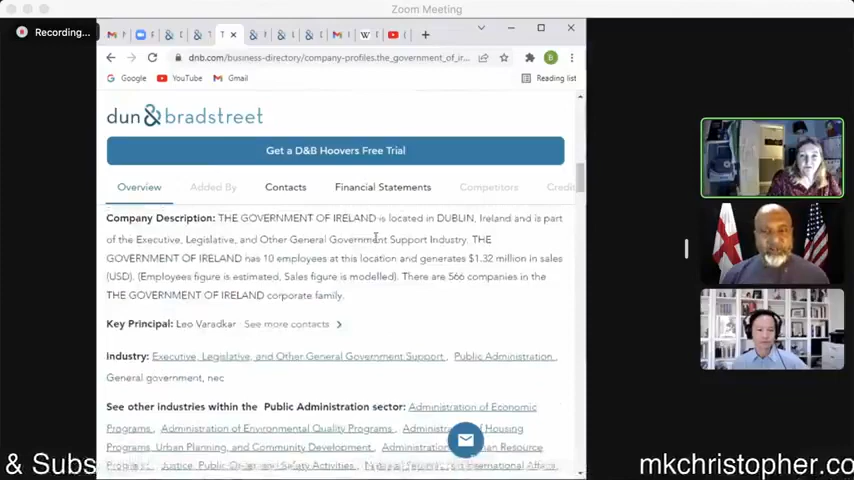 Zoom Meeting
Recording...
dnb.com/business-directory/company-profiles.the_government_of_ir...
Google YouTube Gmail Reading list
dun & bradstreet
Get a D&B Hoovers Free Trial
Overview Added By Contacts Financial Statements Competitors Credi
Company Description: THE GOVERNMENT OF IRELAND is located in DUBLIN, Ireland and is part
of the Executive, Legislative, and Other General Government Support Industry. THE
GOVERNMENT OF IRELAND has 10 employees at this location and generates $1.32 million in sales
(USD). (Employees figure is estimated, Sales figure is modelled). There are 566 companies in the
THE GOVERNMENT OF IRELAND corporate family.
Key Principal: Leo Varadkar See more contacts
Industry: Executive, Legislative, and Other General Government Support , Public Administration ,
General government, nec
See other industries within the Public Administration sector: Administration of Economic
Programs , Administration of Environmental Quality Programs , of Housing
Programs, Urban Planning, and Community Development , Resource
Justice, Public Order, and Safety Activities , International Affairs,
& Subs mkchristopher.co